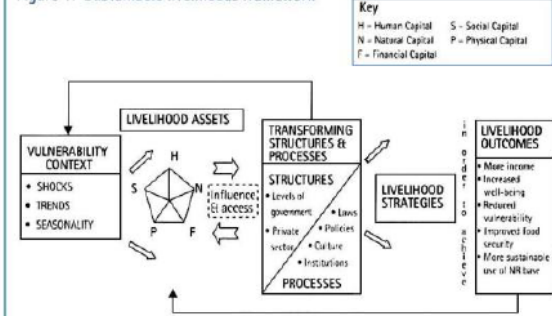 Key
H – Human Capital S – Social Capital
N – Natural Capital P – Physical Capital
F – Financial Capital
LIVELIHOOD ASSETS
VULNERABILITY
CONTEXT
• SHOCKS
• TRENDS
• SEASONALITY
H
S
N
P
F
Influence
& access
TRANSFORMING
STRUCTURES &
PROCESSES
STRUCTURES
• Levels of
government
• Private
sector
• Laws
• Policies
• Culture
• Institutions
PROCESSES
LIVELIHOOD
STRATEGIES
in order to achieve
LIVELIHOOD
OUTCOMES
• More income
• Increased
well-being
• Reduced
vulnerability
• Improved food
security
• More sustainable
use of NR base